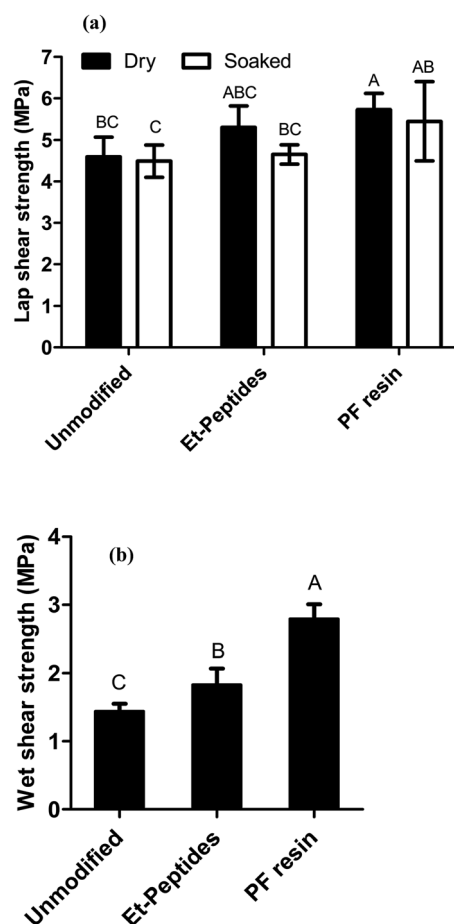 (a)
Dry Soaked
Lap shear strength (MPa)
7
6
5
4
3
2
1
0
BC C ABC BC A AB
Unmodified Et-Peptides PF resin
(b)
Wet shear strength (MPa)
4
3
2
1
0
C B A
Unmodified Et-Peptides PF resin